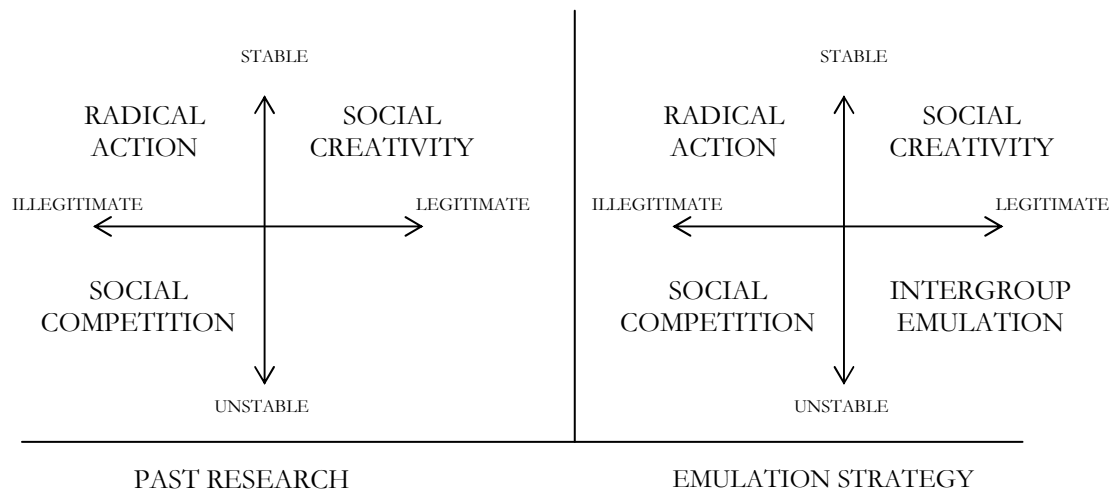 STABLE
RADICAL
ACTION
SOCIAL
CREATIVITY
ILLEGITIMATE
LEGITIMATE
SOCIAL
COMPETITION
UNSTABLE
PAST RESEARCH
STABLE
RADICAL
ACTION
SOCIAL
CREATIVITY
ILLEGITIMATE
LEGITIMATE
SOCIAL
COMPETITION
INTERGROUP
EMULATION
UNSTABLE
EMULATION STRATEGY